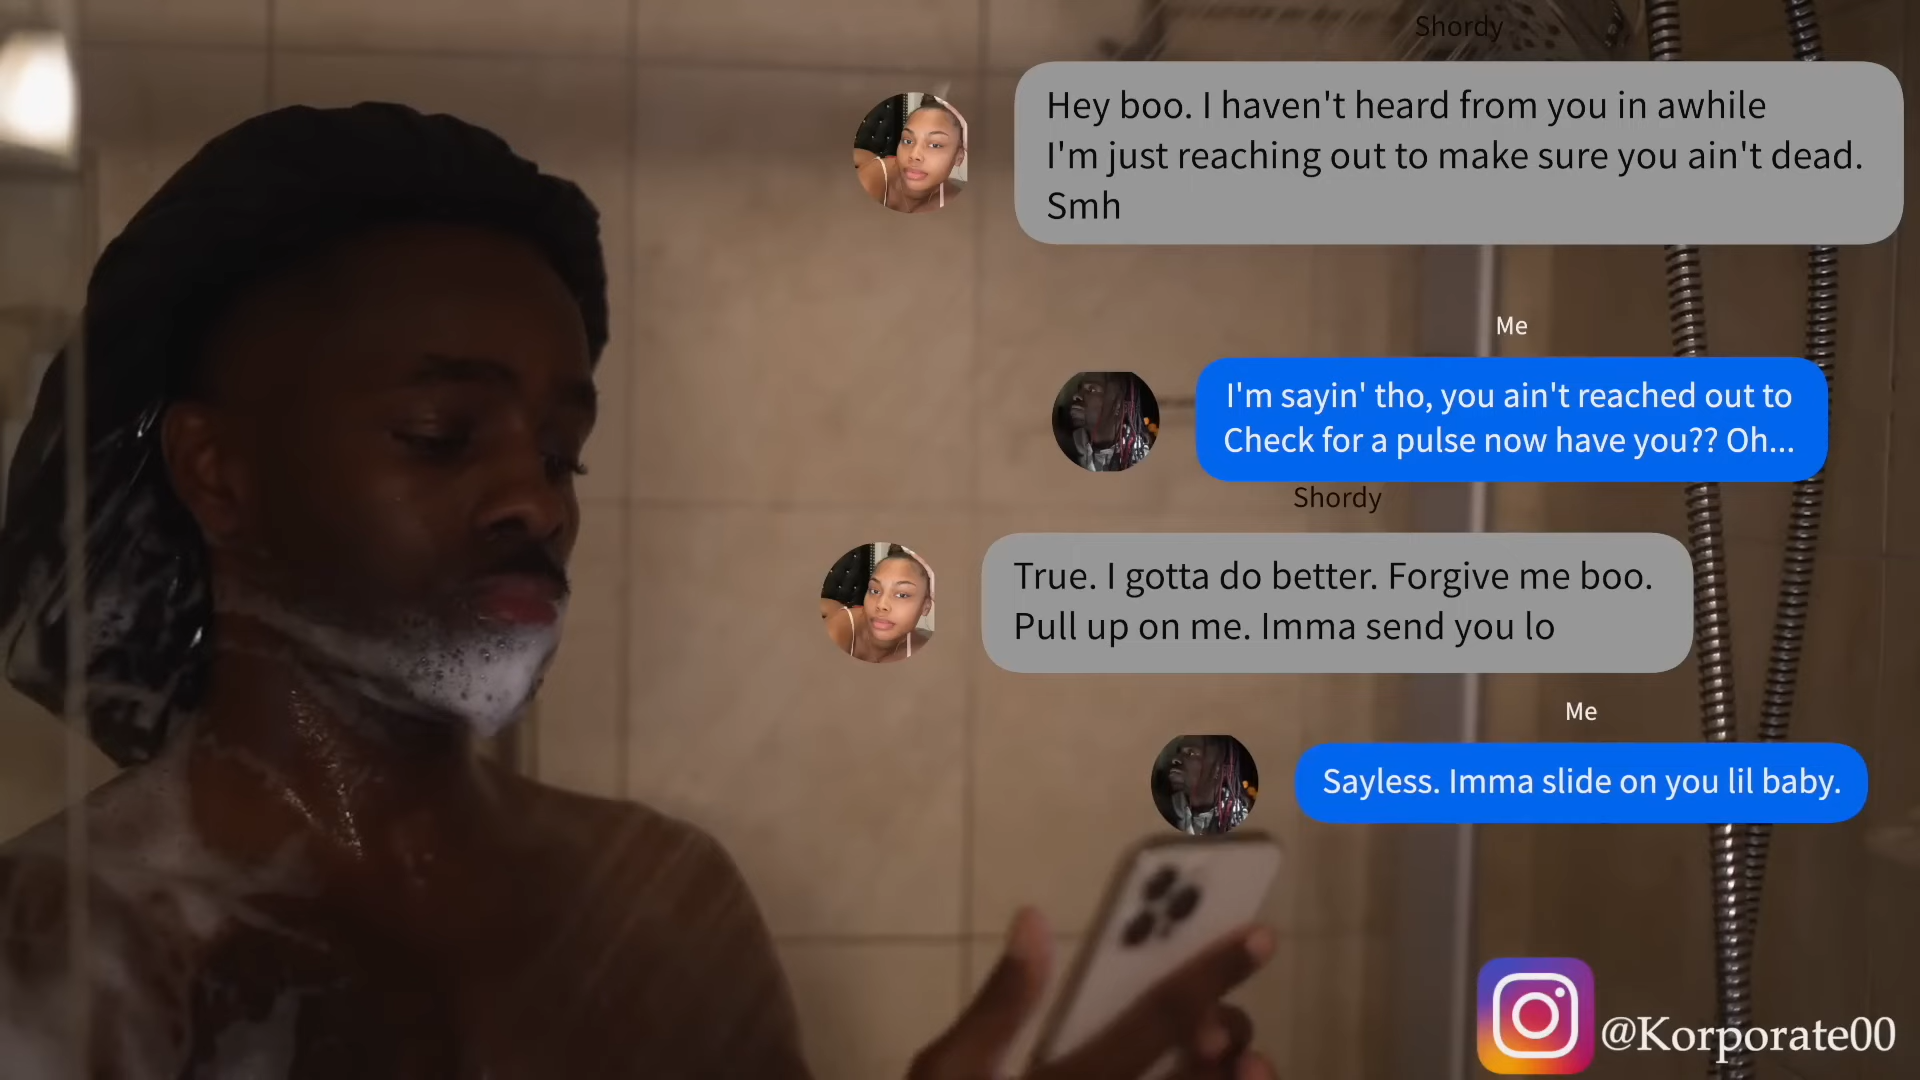 Shordy
Hey boo. I haven't heard from you in awhile
I'm just reaching out to make sure you ain't dead.
Smh
Me
I'm sayin' tho, you ain't reached out to
Check for a pulse now have you?? Oh...
Shordy
True. I gotta do better. Forgive me boo.
Pull up on me. Imma send you lo
Me
Sayless. Imma slide on you lil baby.
@Korporate00